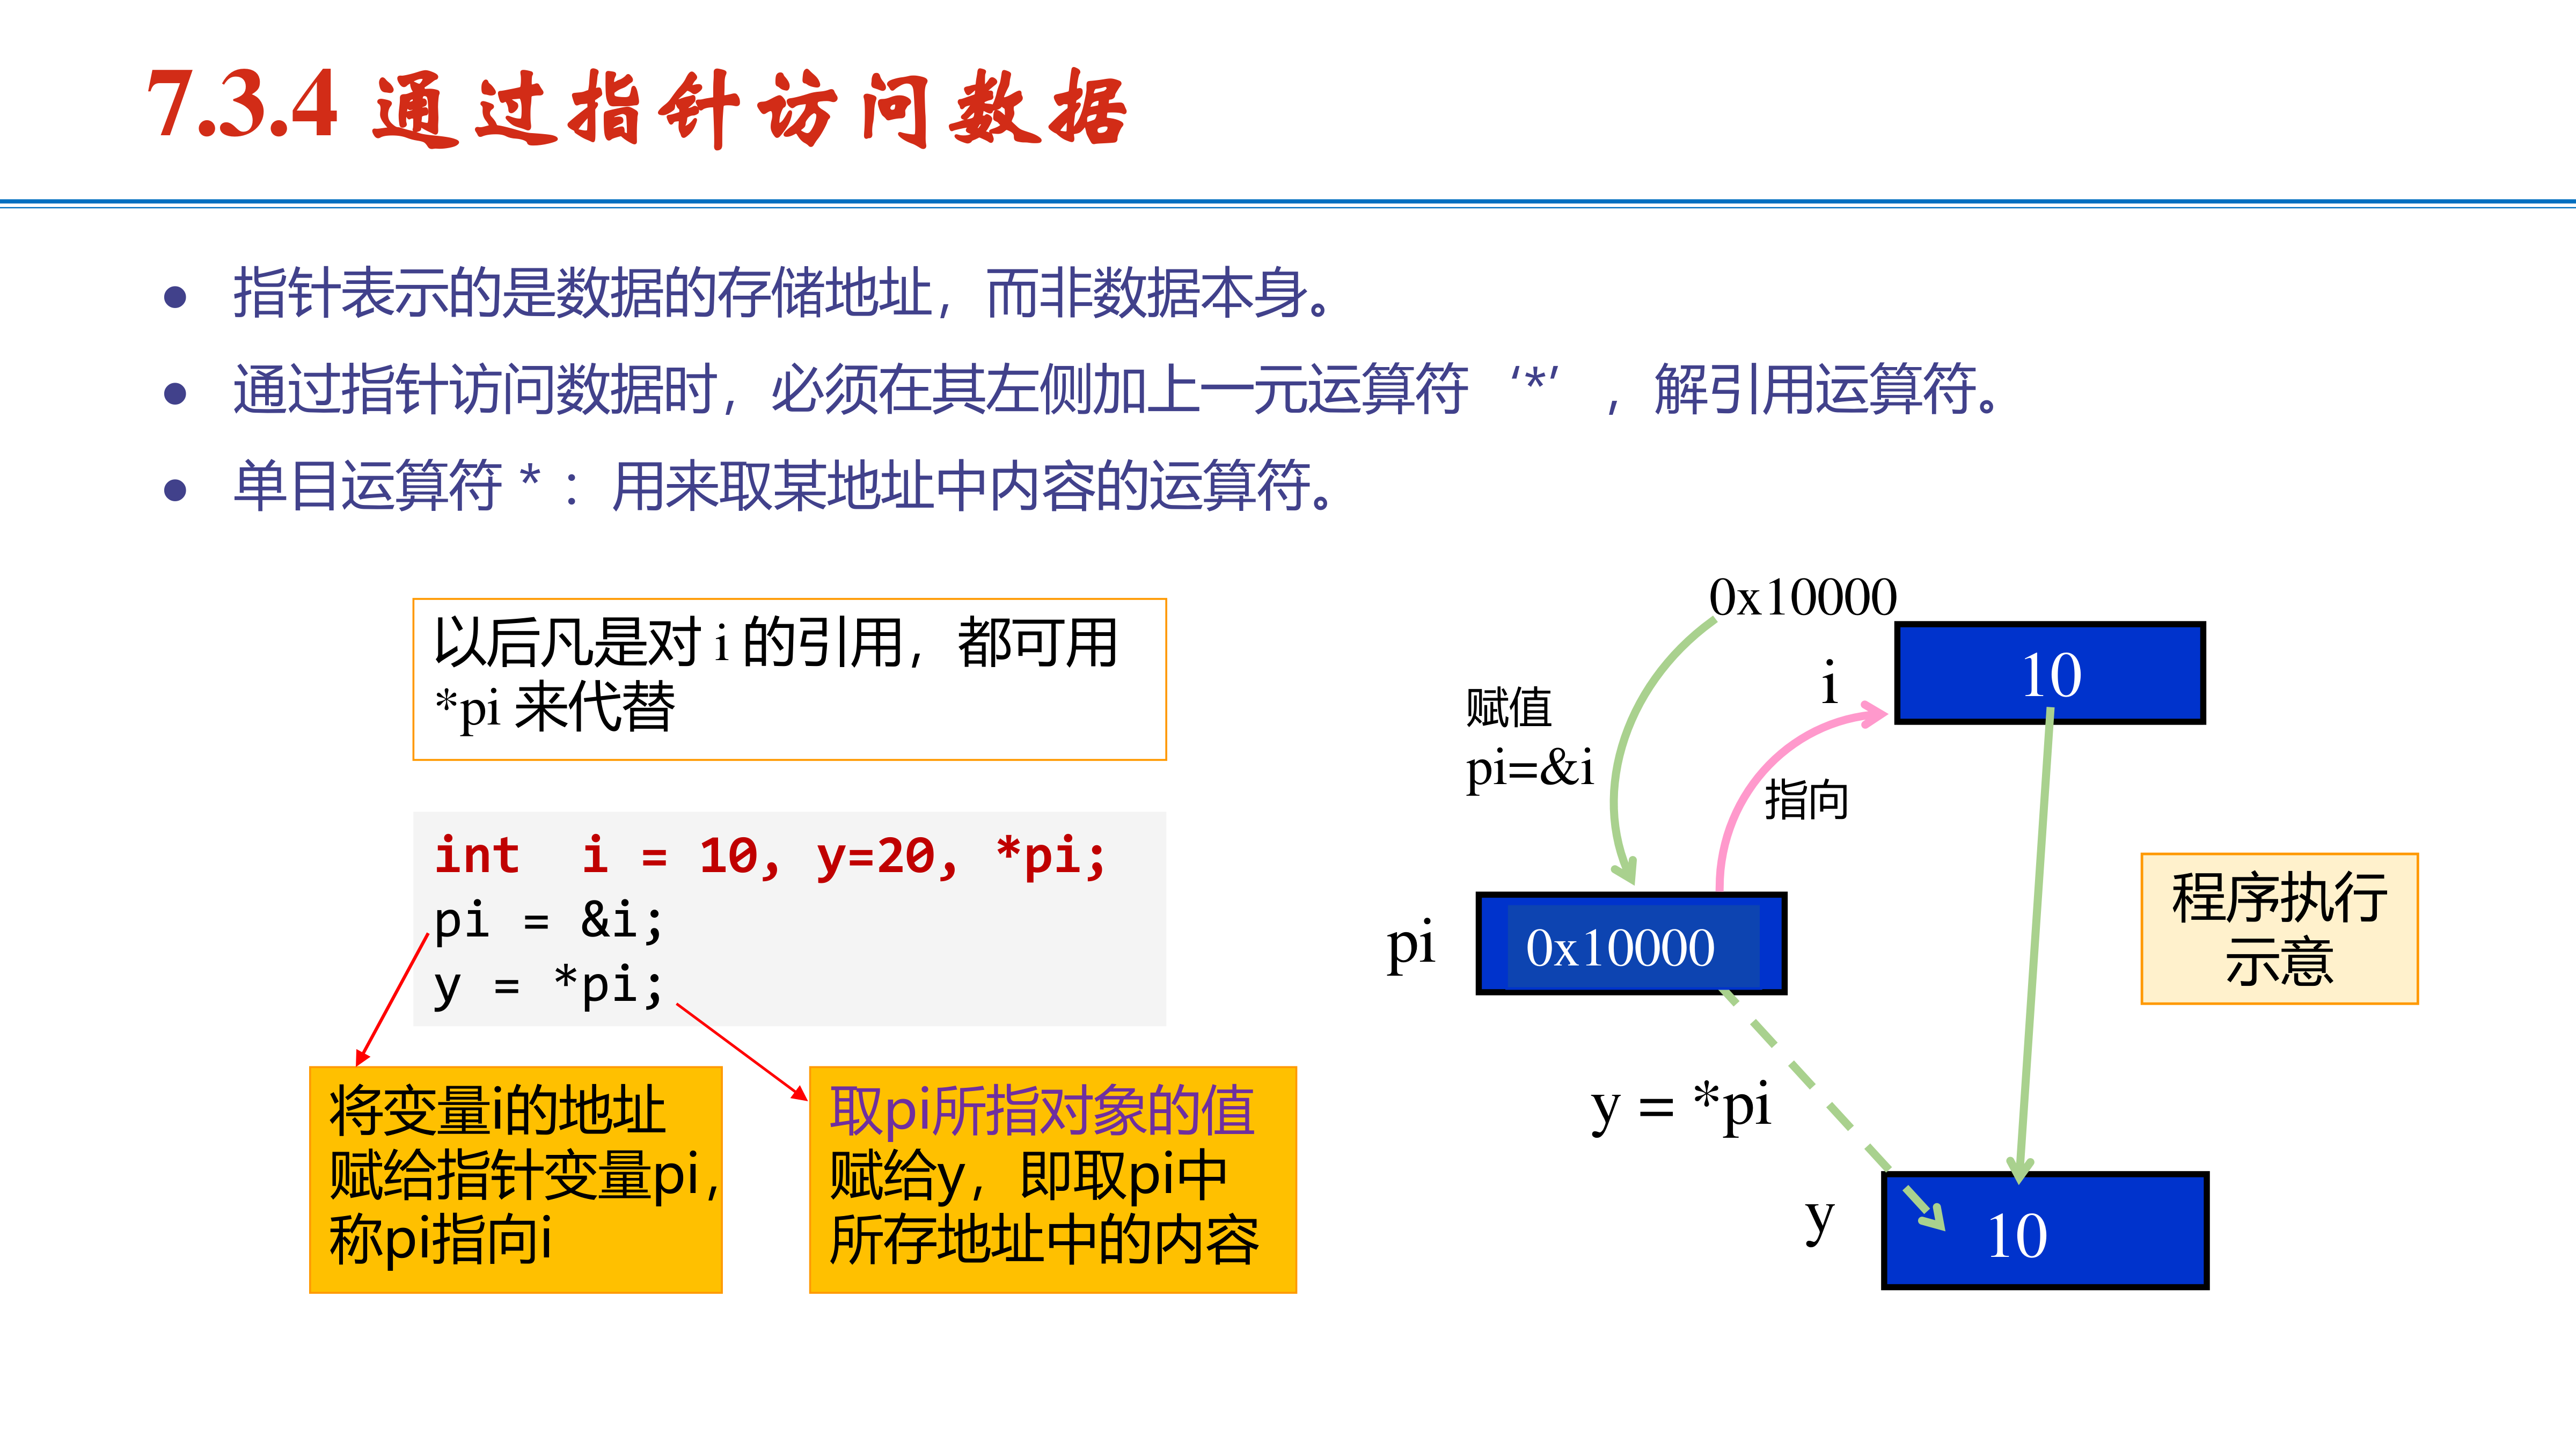 7.3.4 通过指针访问数据
● 指针表示的是数据的存储地址，而非数据本身。
● 通过指针访问数据时，必须在其左侧加上一元运算符‘*’，解引用运算符。
● 单目运算符 * ：用来取某地址中内容的运算符。
以后凡是对 i 的引用，都可用
*pi 来代替
int  i = 10, y=20, *pi;
pi = &i;
y = *pi;
将变量i的地址
赋给指针变量pi，
称pi指向i
取pi所指对象的值
赋给y，即取pi中
所存地址中的内容
0x10000
i
10
赋值
pi=&i
指向
pi
0x10000
程序执行
示意
y = *pi
y
10